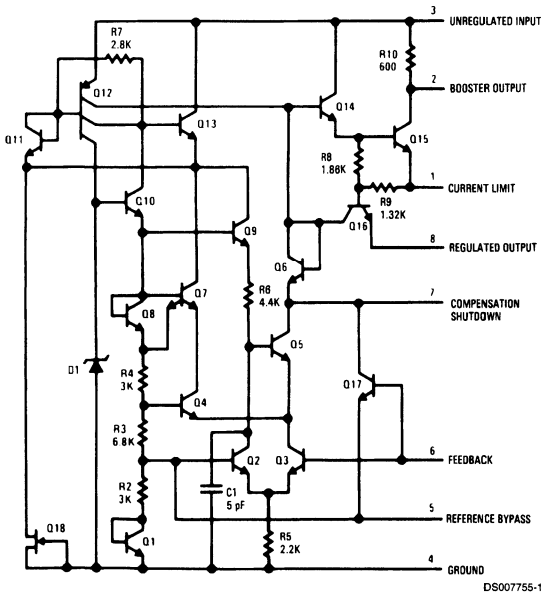 3 UNREGULATED INPUT
R7
2.8K
R10
600
Q12
2 BOOSTER OUTPUT
Q14
Q13
Q11
Q15
R8
1.86K
1 CURRENT LIMIT
R9
1.32K
C10
Q9
Q16
8 REGULATED OUTPUT
Q6
R6
4.4K
7 COMPENSATION
SHUTDOWN
Q7
Q8
Q5
D1
R4
3K
Q17
Q4
R3
6.8K
6 FEEDBACK
Q2
Q3
R2
3K
C1
5 pF
5 REFERENCE BYPASS
Q18
Q1
R5
2.2K
4 GROUND
DS007755-1